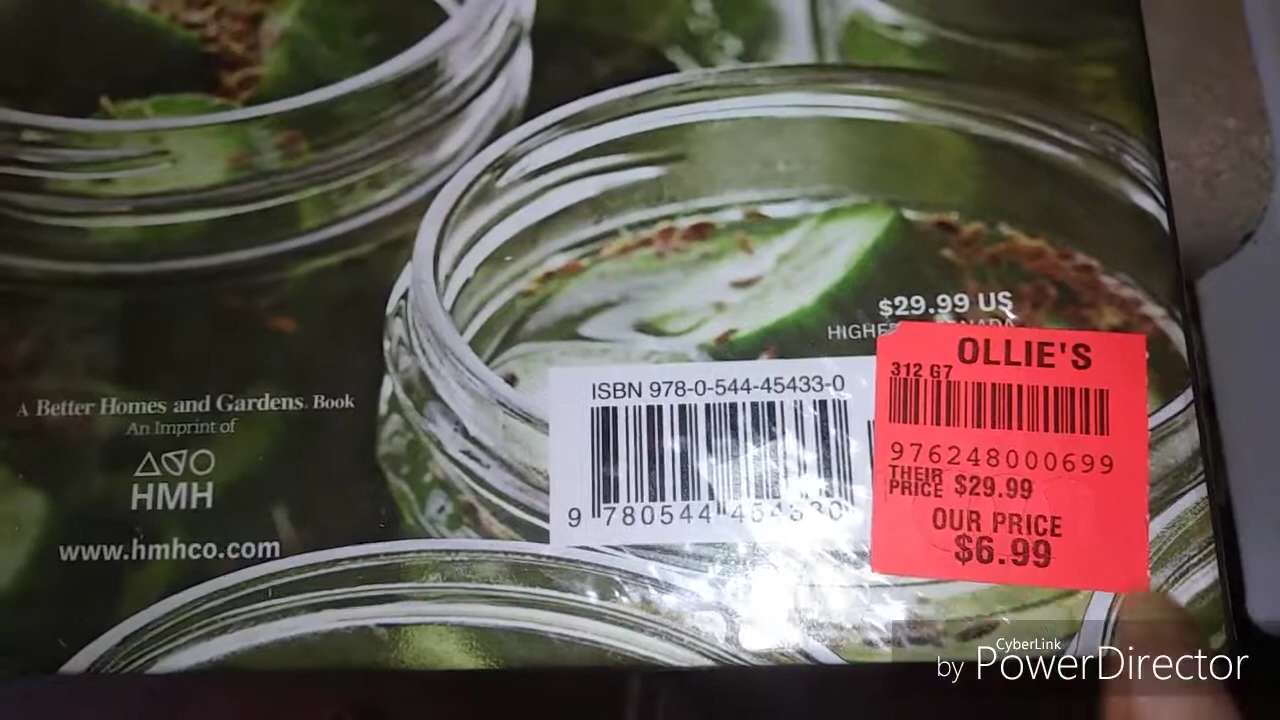 $29.99 US
A Better Homes and Gardens® Book
An Imprint of
HMH
www.hmhco.com
ISBN 978-0-544-45433-0
9 780544 454330
OLLIE'S
312 G7
976248000699
THEIR
PRICE $29.99
OUR PRICE
$6.99
CyberLink
by PowerDirector